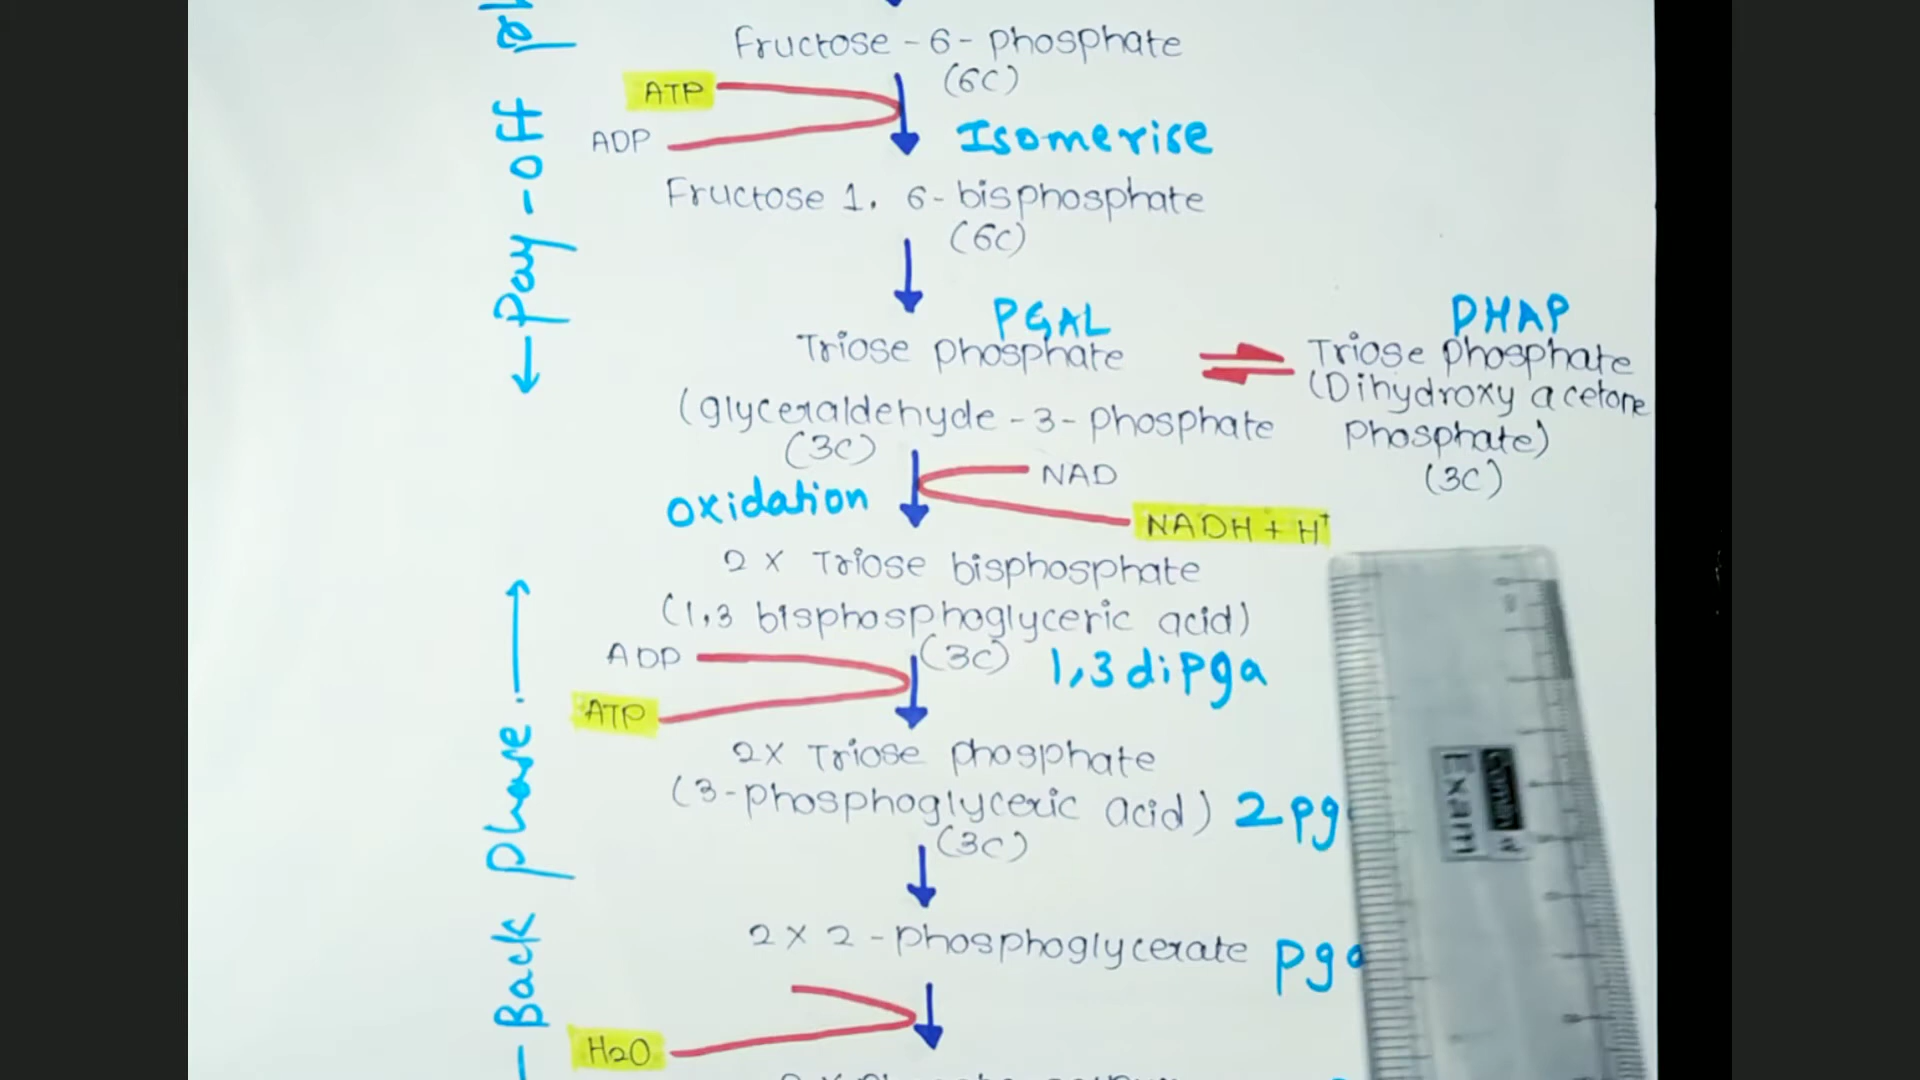 ← Pay-off
Fructose-6-phosphate
(6C)
ATP
ADP
Isomerise
Fructose 1. 6-bisphosphate
(6C)
PGAL
Triose phosphate
DHAP
Triose phosphate
(Dihydroxy acetone
phosphate)
(3C)
(glyceraldehyde-3-phosphate
(3C)
NAD
oxidation
NADH + H+
2 x Triose bisphosphate
(1,3 bisphosphoglyceric acid)
(3C)
ADP
1,3 dipga
ATP
2x Triose phosphate
(3-phosphoglyceric acid) 2pg
(3C)
2 x 2-phosphoglycerate pga
H2O
Back phase
Exam